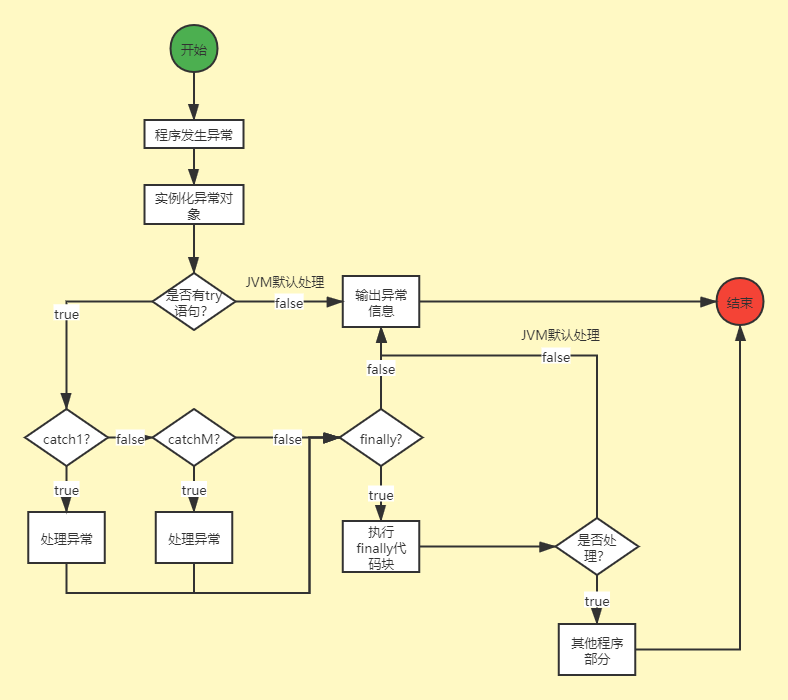 开始
程序发生异常
实例化异常对
象
JVM默认处理
是否有try
语句?
false
输出异常
信息
结束
true
JVM默认处理
false
false
catch1?
false
catchM?
false
finally?
true
true
true
处理异常
处理异常
执行
finally代
码块
是否处
理?
true
其他程序
部分